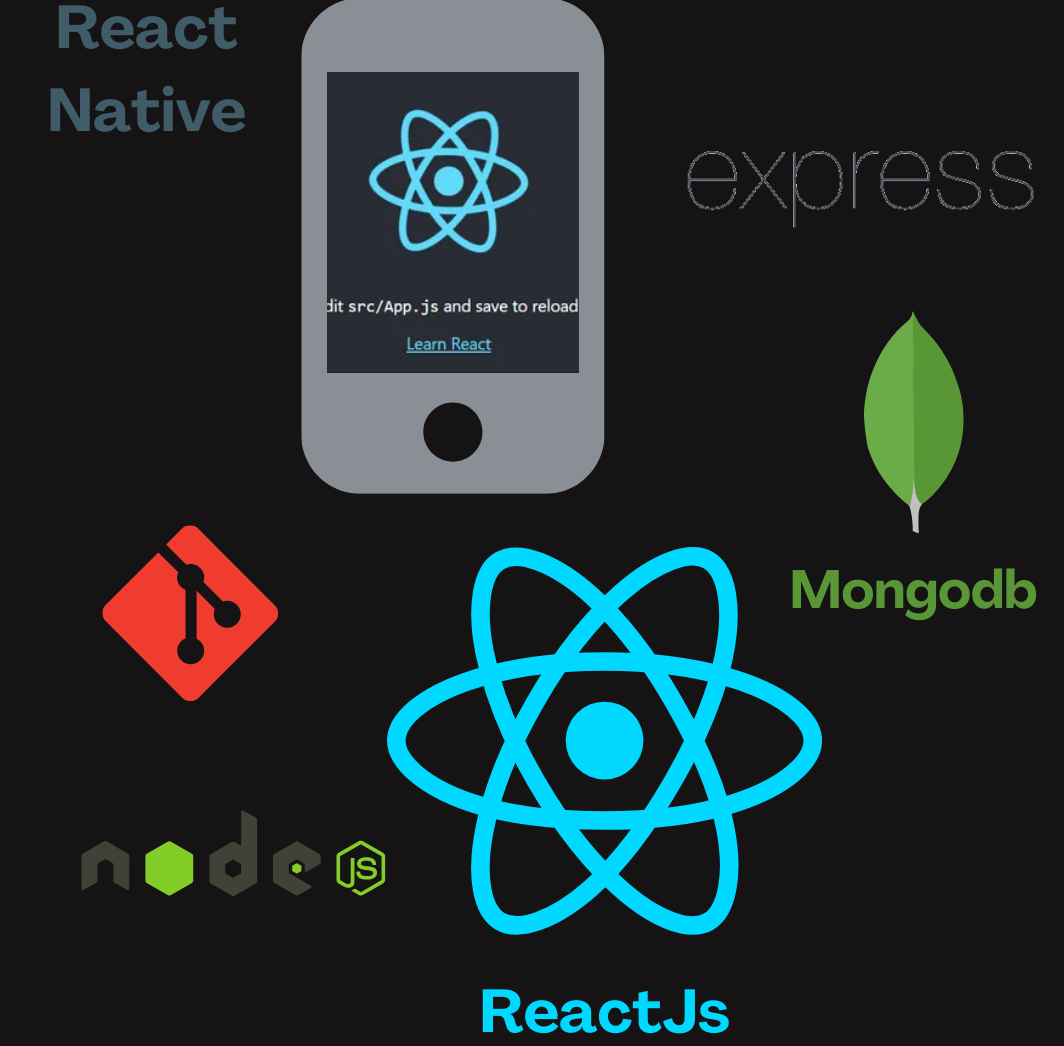 React
Native
express
dit src/App.js and save to reload
Learn React
Mongodb
node
JS
ReactJs